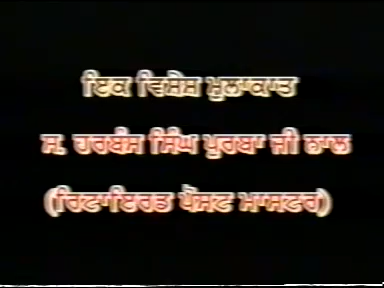 ਇਕ ਵਿਸ਼ੇਸ਼ ਮੁਲਾਕਾਤ
ਸ. ਹਰਬੰਸ ਸਿੰਘ ਪੁਰਬਾ ਜੀ ਨਾਲ
(ਰਿਟਾਇਰਡ ਪੋਸਟ ਮਾਸਟਰ)